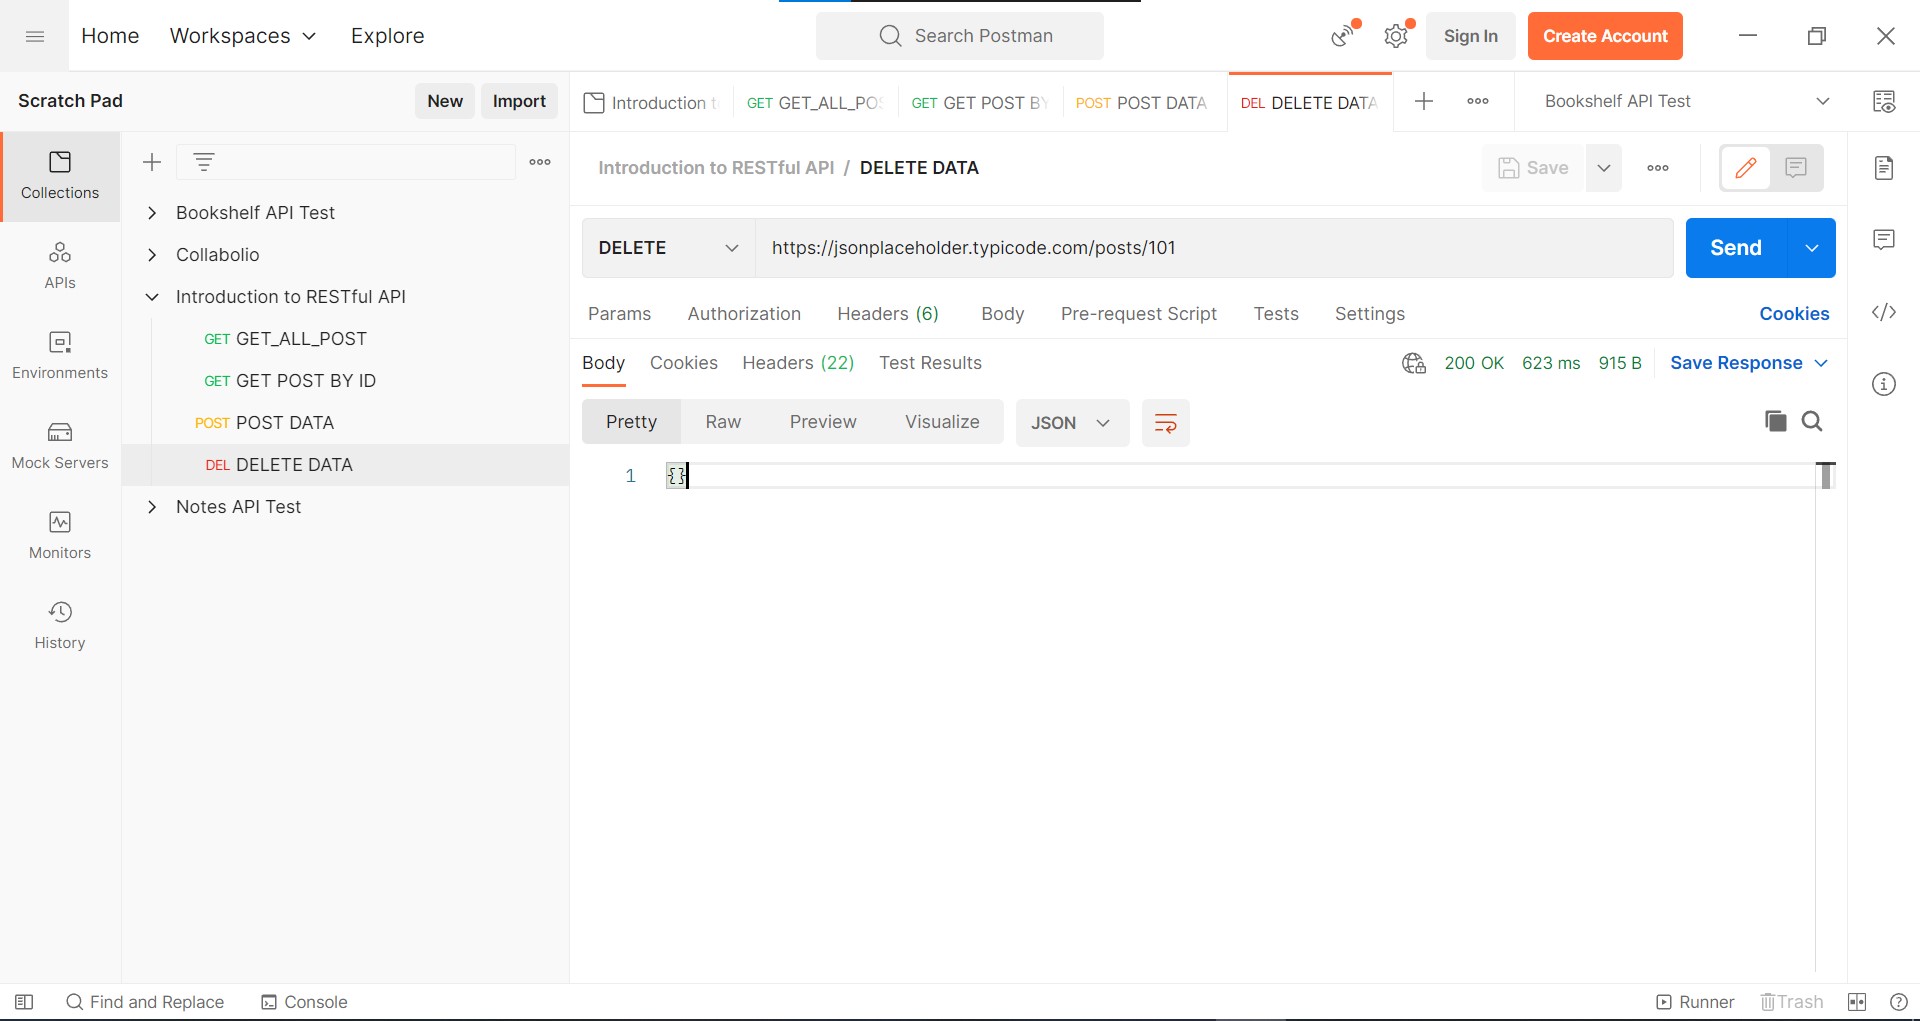 Home Workspaces Explore Search Postman Sign In Create Account
Scratch Pad New Import
Introduction t GET GET_ALL_POS GET GET POST BY POST POST DATA DEL DELETE DATA Bookshelf API Test
Collections
APIs
Environments
Mock Servers
Monitors
History
Bookshelf API Test
Collabolio
Introduction to RESTful API
GET GET_ALL_POST
GET GET POST BY ID
POST POST DATA
DEL DELETE DATA
Notes API Test
Introduction to RESTful API / DELETE DATA Save
DELETE https://jsonplaceholder.typicode.com/posts/101 Send
Params Authorization Headers (6) Body Pre-request Script Tests Settings Cookies
Body Cookies Headers (22) Test Results 200 OK 623 ms 915 B Save Response
Pretty Raw Preview Visualize JSON
1 {}
Find and Replace Console Runner Trash